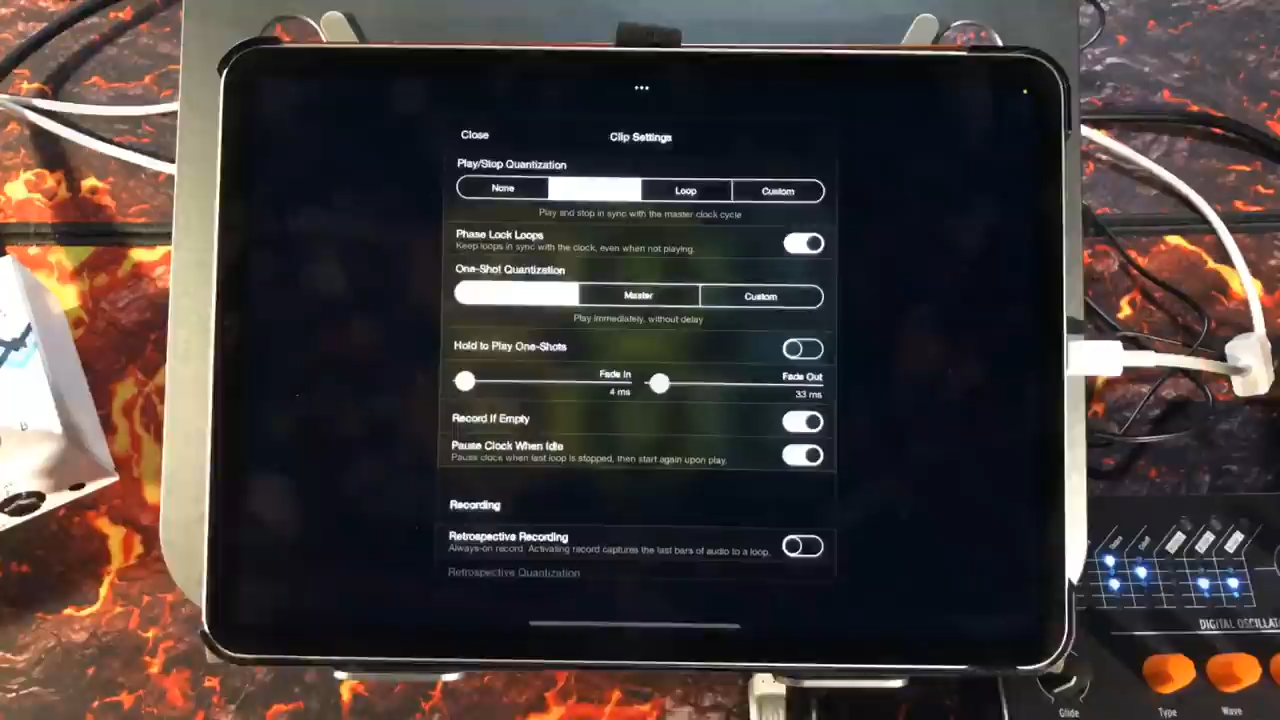 Close
Clip Settings
Play/Stop Quantization
None
Loop
Custom
Play and stop in sync with the master clock cycle
Phase Lock Loops
Keep loops in sync with the clock, even when not playing.
One-Shot Quantization
Master
Custom
Play immediately, without delay
Hold to Play One-Shots
Fade In
4 ms
Fade Out
33 ms
Record If Empty
Pause Clock When Idle
Pause clock when last loop is stopped, then start again upon play.
Recording
Retrospective Recording
Always-on record. Activating record captures the last bars of audio to a loop.
Retrospective Quantization
DIGITAL
Glide
Type
Wave